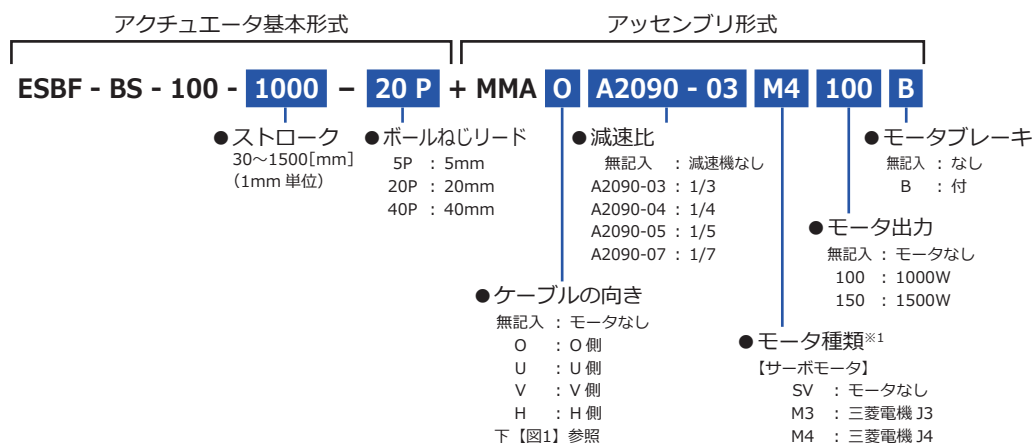 アクチュエータ基本形式
アッセンブリ形式
ESBF - BS - 100 - 1000 − 20 P + MMA O A2090 - 03 M4 100 B
●ストローク
30〜1500[mm]
(1mm 単位)
●ボールねじリード
5P : 5mm
20P : 20mm
40P : 40mm
●減速比
無記入 : 減速機なし
A2090-03 : 1/3
A2090-04 : 1/4
A2090-05 : 1/5
A2090-07 : 1/7
●モータブレーキ
無記入 : なし
B : 付
●モータ出力
無記入 : モータなし
100 : 1000W
150 : 1500W
●ケーブルの向き
無記入 : モータなし
O : O 側
U : U 側
V : V 側
H : H 側
下【図1】参照
●モータ種類※1
【サーボモータ】
SV : モータなし
M3 : 三菱電機 J3
M4 : 三菱電機 J4